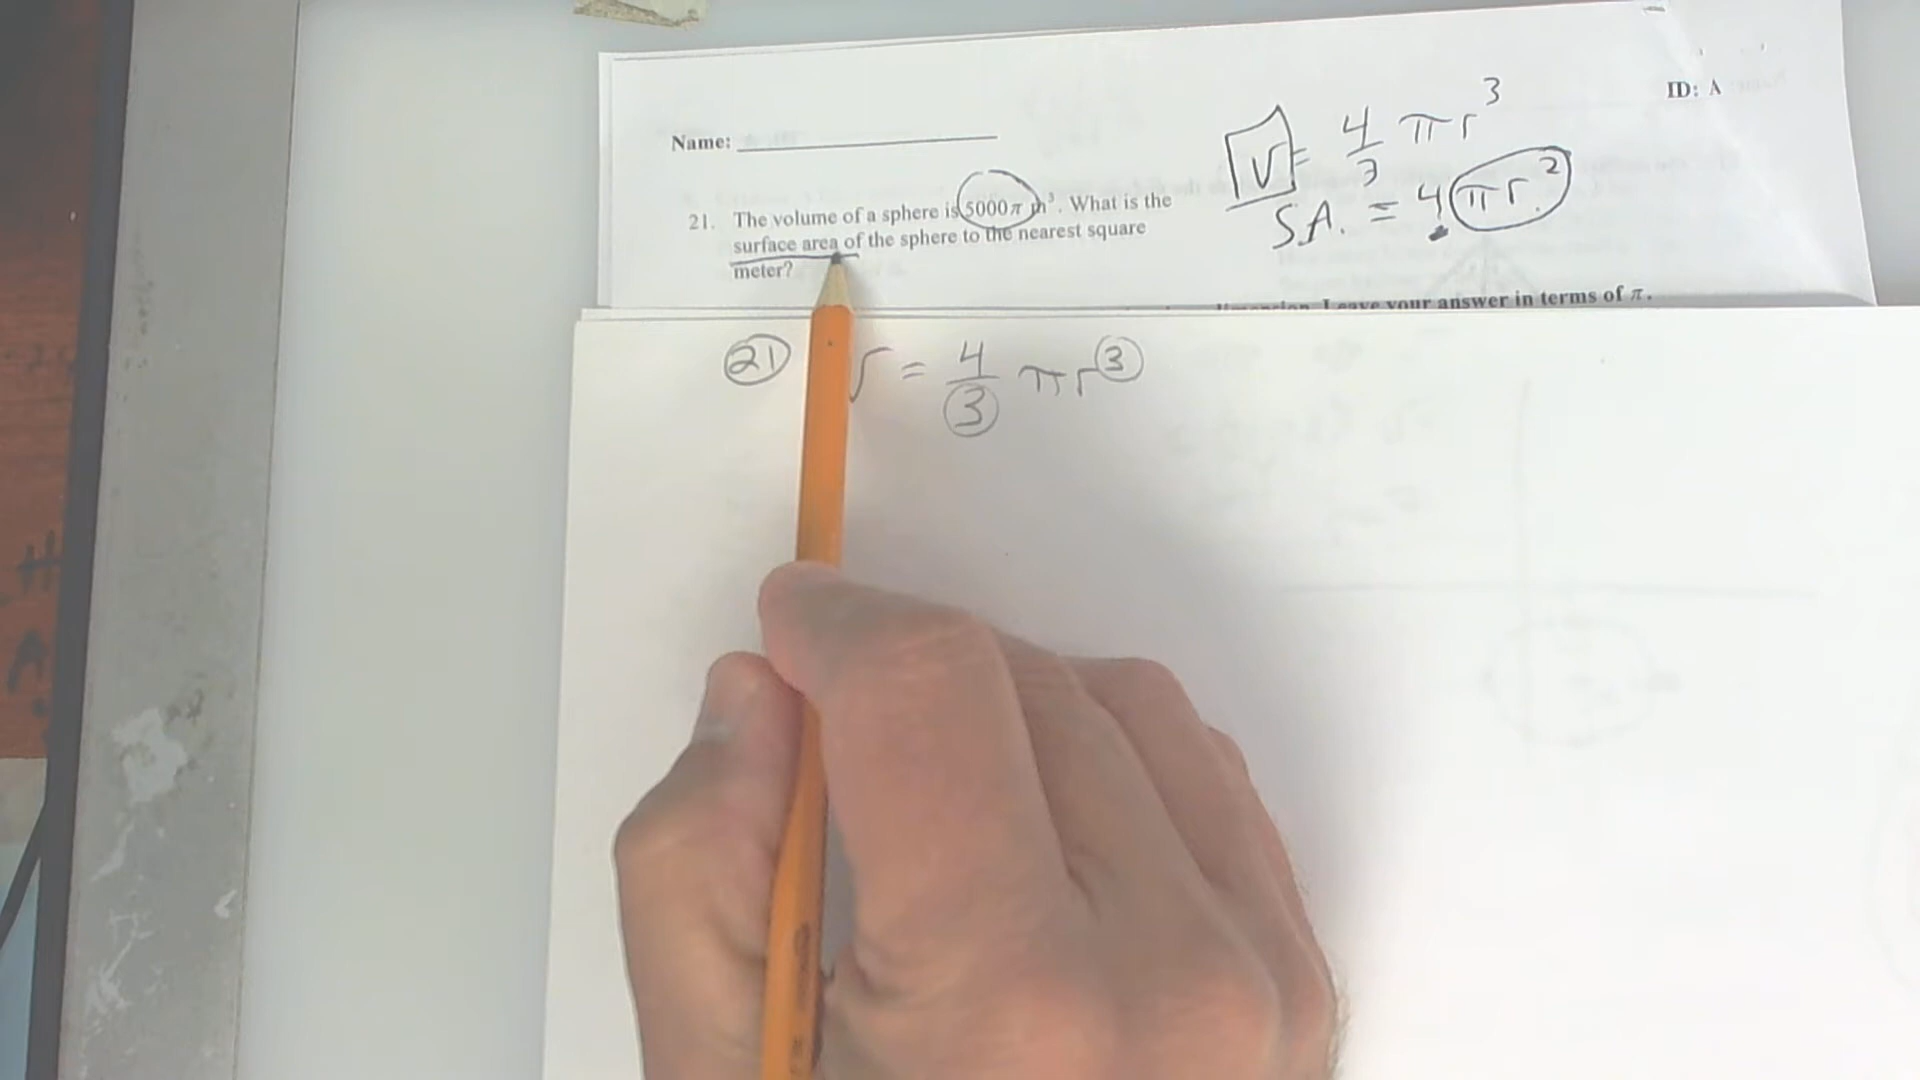 ID: A
Name:
V = 4/3 πr³
21. The volume of a sphere is 5000π m³. What is the
surface area of the sphere to the nearest square
meter?
S.A. = 4πr²
Leave your answer in terms of π.
21 = 4/3 πr³